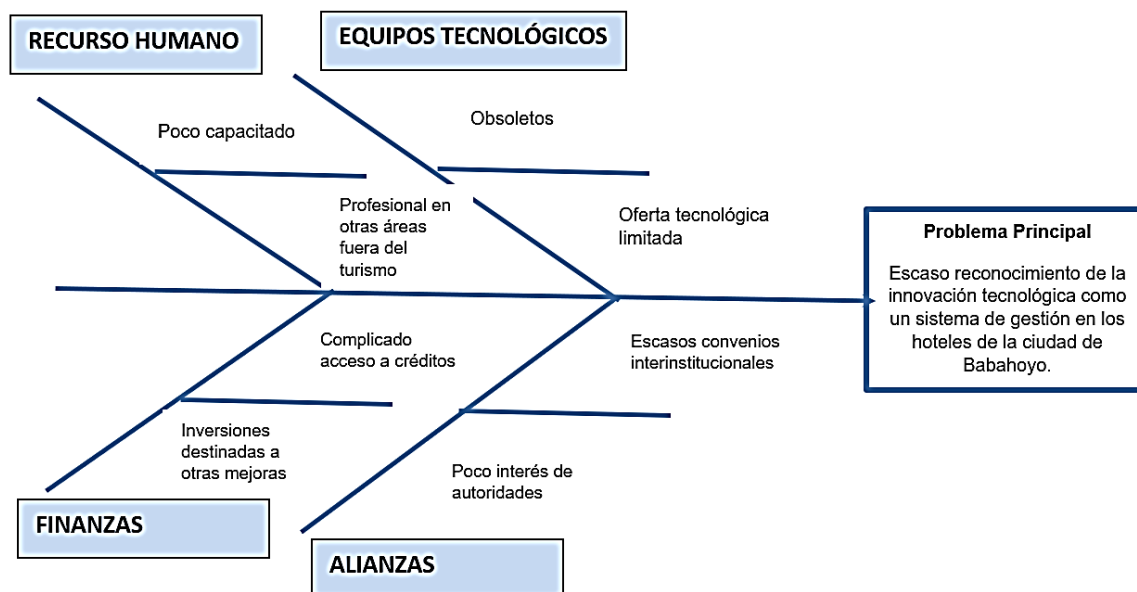 RECURSO HUMANO
EQUIPOS TECNOLÓGICOS
Poco capacitado
Obsoletos
Profesional en
otras áreas
fuera del
turismo
Oferta tecnológica
limitada
Problema Principal
Escaso reconocimiento de la
innovación tecnológica como
un sistema de gestión en los
hoteles de la ciudad de
Babahoyo.
Complicado
acceso a créditos
Escasos convenios
interinstitucionales
Inversiones
destinadas a
otras mejoras
Poco interés de
autoridades
FINANZAS
ALIANZAS